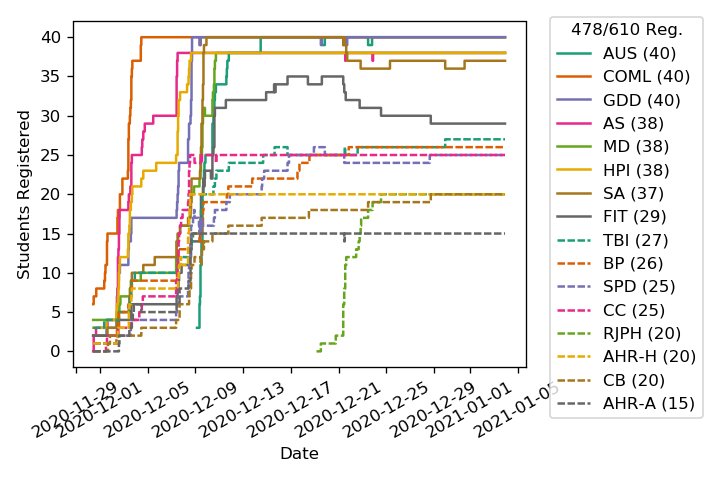 478/610 Reg.
AUS (40)
COML (40)
GDD (40)
AS (38)
MD (38)
HPI (38)
SA (37)
FIT (29)
TBI (27)
BP (26)
SPD (25)
CC (25)
RJPH (20)
AHR-H (20)
CB (20)
AHR-A (15)
Students Registered
40
35
30
25
20
15
10
5
0
2020-11-29
2020-12-01
2020-12-05
2020-12-09
2020-12-13
2020-12-17
2020-12-21
2020-12-25
2020-12-29
2021-01-01
2021-01-05
Date